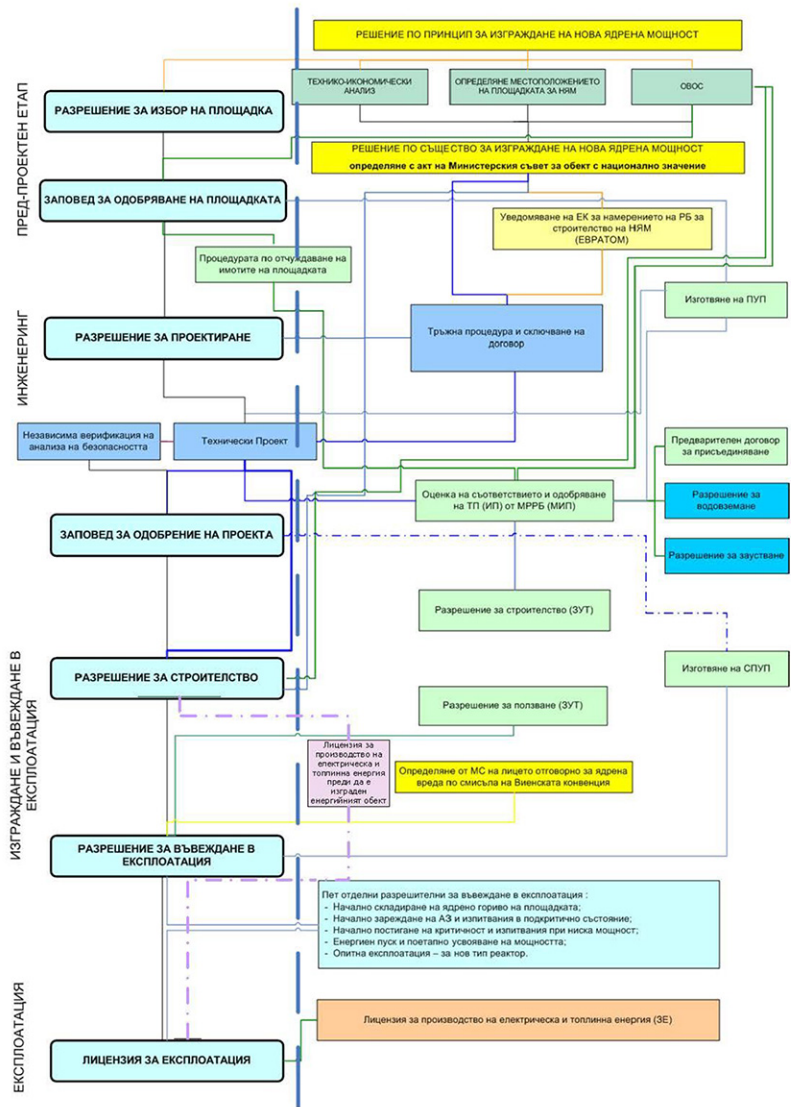 РЕШЕНИЕ ПО ПРИНЦИП ЗА ИЗГРАЖДАНЕ НА НОВА ЯДРЕНА МОЩНОСТ
ПРЕД-ПРОЕКТЕН ЕТАП
ТЕХНИКО-ИКОНОМИЧЕСКИ
АНАЛИЗ
ОПРЕДЕЛЯНЕ МЕСТОПОЛОЖЕНИЕТО
НА ПЛОЩАДКАТА ЗА НЯМ
ОВОС
РАЗРЕШЕНИЕ ЗА ИЗБОР НА ПЛОЩАДКА
РЕШЕНИЕ ПО СЪЩЕСТВО ЗА ИЗГРАЖДАНЕ НА НОВА ЯДРЕНА МОЩНОСТ
определяне с акт на Министерския съвет за обект с национално значение
ЗАПОВЕД ЗА ОДОБРЯВАНЕ НА ПЛОЩАДКАТА
Уведомяване на ЕК за намерението на РБ за
строителство на НЯМ
(ЕВРАТОМ)
Процедурата по отчуждаване на
имотите на площадката
Изготвяне на ПУП
ИНЖЕНЕРИНГ
РАЗРЕШЕНИЕ ЗА ПРОЕКТИРАНЕ
Тръжна процедура и сключване на
договор
Независима верификация на
анализа на безопасността
Технически Проект
Предварителен договор
за присъединяване
Оценка на съответствието и одобряване
на ТП (ИП) от МРРБ (МИП)
Разрешение за
водовземане
ЗАПОВЕД ЗА ОДОБРЕНИЕ НА ПРОЕКТА
Разрешение за заустване
Разрешение за строителство (ЗУТ)
ИЗГРАЖДАНЕ И ВЪВЕЖДАНЕ В
ЕКСПЛОАТАЦИЯ
РАЗРЕШЕНИЕ ЗА СТРОИТЕЛСТВО
Изготвяне на СПУП
Разрешение за ползване (ЗУТ)
Лицензия за
производство на
електрическа и
топлинна енергия
преди да е
изграден
енергийният обект
Определяне от МС на лицето отговорно за ядрена
вреда по смисъла на Виенската конвенция
РАЗРЕШЕНИЕ ЗА ВЪВЕЖДАНЕ В
ЕКСПЛОАТАЦИЯ
Пет отделни разрешителни за въвеждане в експлоатация :
- Начално складиране на ядрено гориво на площадката;
- Начално зареждане на АЗ и изпитвания в подкритично състояние;
- Начално постигане на критичност и изпитвания при ниска мощност;
- Енергиен пуск и поетапно усвояване на мощността;
- Опитна експлоатация – за нов тип реактор.
ЕКСПЛОАТАЦИЯ
Лицензия за производство на електрическа и топлинна енергия (ЗЕ)
ЛИЦЕНЗИЯ ЗА ЕКСПЛОАТАЦИЯ